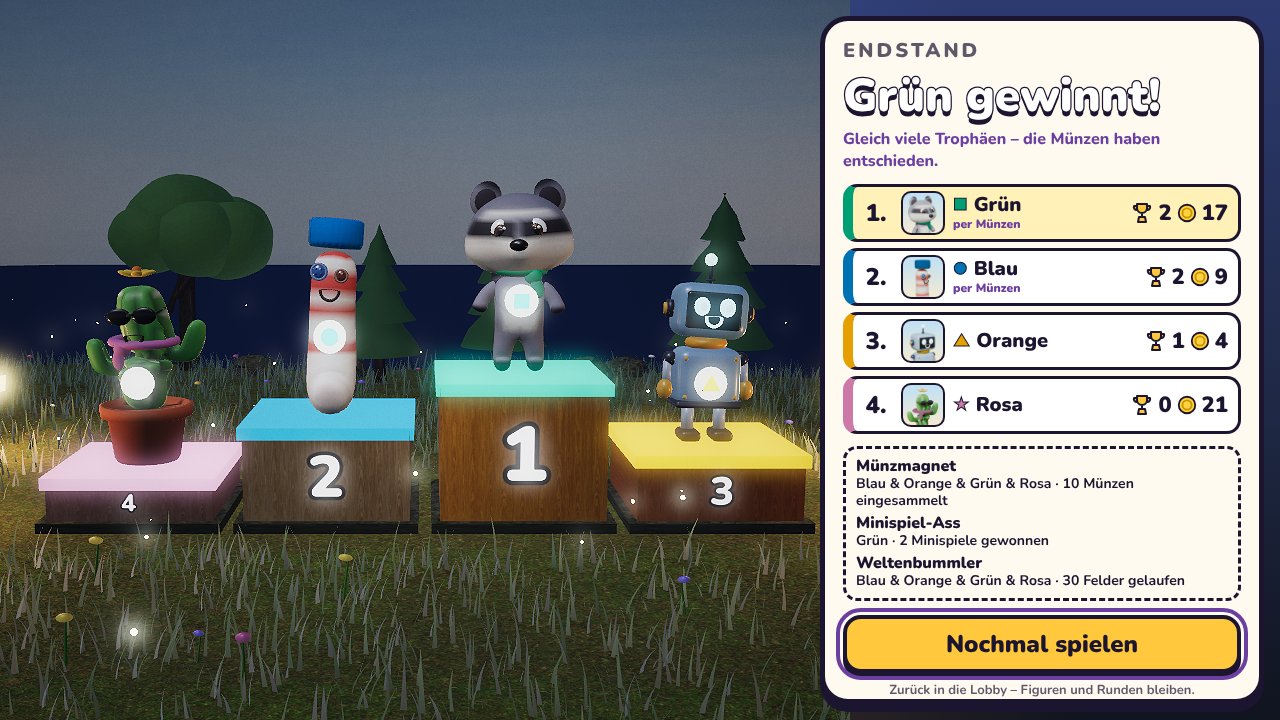 ENDSTAND
Grün gewinnt!
Gleich viele Trophäen – die Münzen haben
entschieden.
1. Grün 2 17
per Münzen
2. Blau 2 9
per Münzen
3. Orange 1 4
4. Rosa 0 21
Münzmagnet
Blau & Orange & Grün & Rosa · 10 Münzen
eingesammelt
Minispiel-Ass
Grün · 2 Minispiele gewonnen
Weltenbummler
Blau & Orange & Grün & Rosa · 30 Felder gelaufen
Nochmal spielen
Zurück in die Lobby – Figuren und Runden bleiben.
4
2
1
3